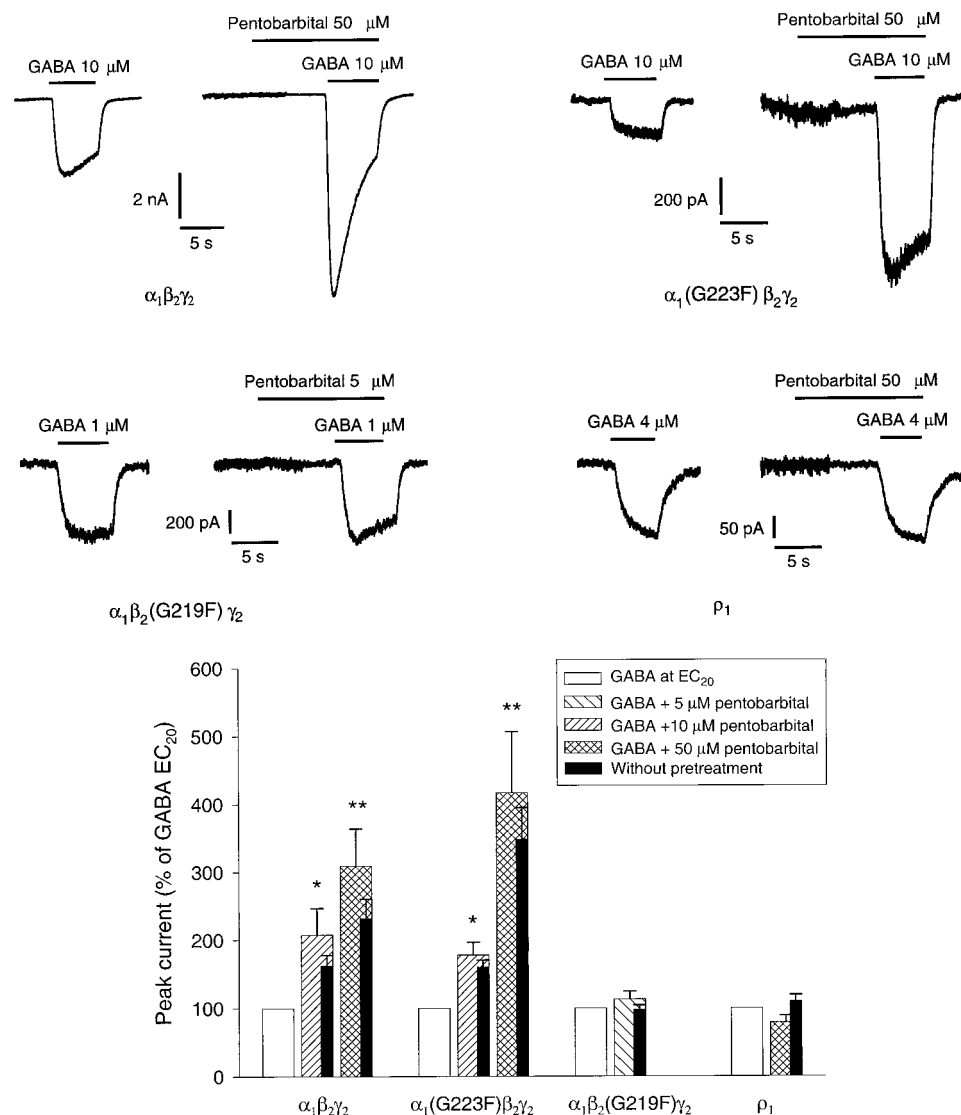 Pentobarbital 50 μM
GABA 10 μM
GABA 10 μM
2 nA
5 s
α₁β₂γ₂
Pentobarbital 50 μM
GABA 10 μM
GABA 10 μM
200 pA
5 s
α₁(G223F) β₂γ₂
Pentobarbital 5 μM
GABA 1 μM
GABA 1 μM
200 pA
5 s
α₁β₂(G219F) γ₂
Pentobarbital 50 μM
GABA 4 μM
GABA 4 μM
50 pA
5 s
ρ₁
Peak current (% of GABA EC₂₀)
600
500
400
300
200
100
0
*
**
*
**
GABA at EC₂₀
GABA + 5 μM pentobarbital
GABA +10 μM pentobarbital
GABA + 50 μM pentobarbital
Without pretreatment
α₁β₂γ₂
α₁(G223F)β₂γ₂
α₁β₂(G219F)γ₂
ρ₁